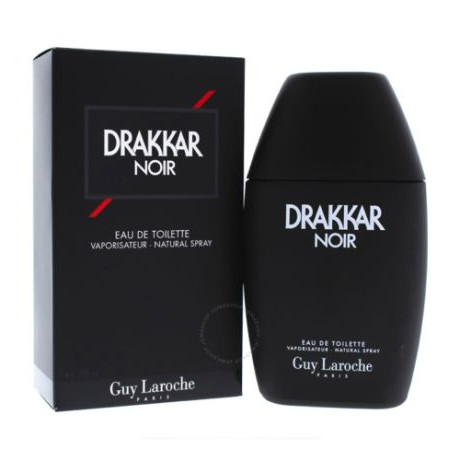 DRAKKAR
NOIR
EAU DE TOILETTE
VAPORISATEUR - NATURAL SPRAY
Guy Laroche
PARIS
DRAKKAR
NOIR
EAU DE TOILETTE
VAPORISATEUR - NATURAL SPRAY
Guy Laroche
PARIS